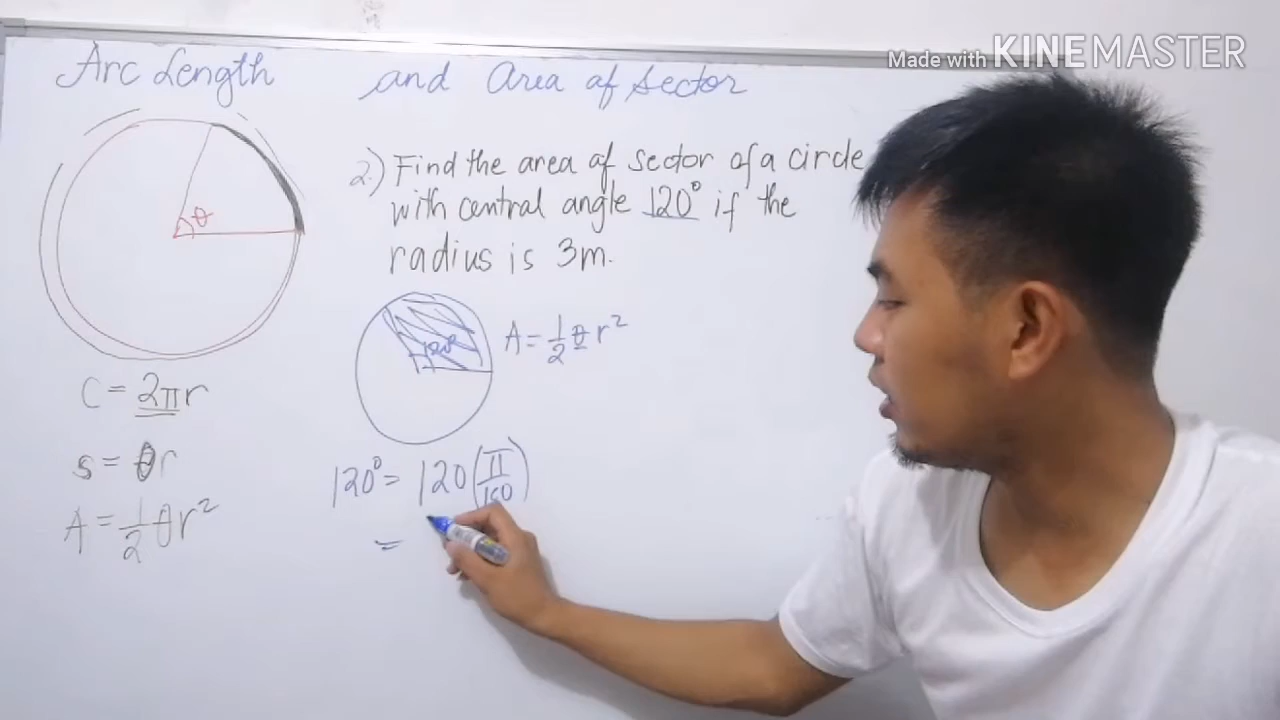 Made with KINEMASTER
Arc Length and Area of Sector
2.) Find the area of sector of a circle
with central angle 120° if the
radius is 3m.
θ
120°
A = 1/2 θ r²
C = 2πr
s = θr
A = 1/2 θr²
120° = 120 (π/180)
=